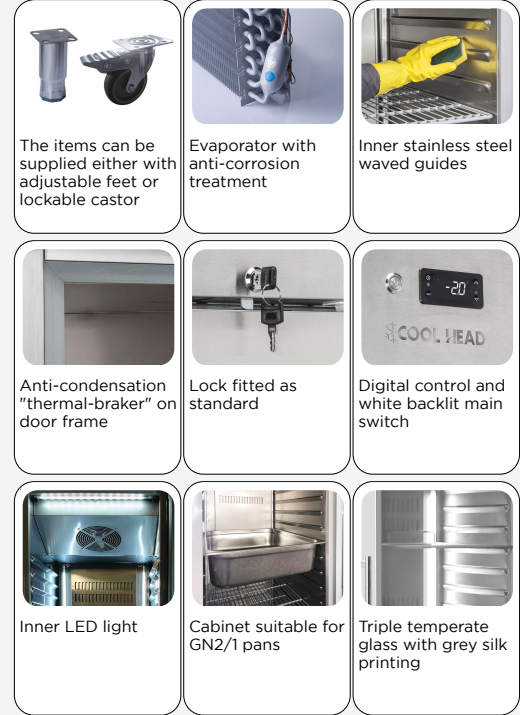 The items can be
supplied either with
adjustable feet or
lockable castor
Evaporator with
anti-corrosion
treatment
Inner stainless steel
waved guides
-20
COOL HEAD
Anti-condensation
"thermal-braker" on
door frame
Lock fitted as
standard
Digital control and
white backlit main
switch
Inner LED light
Cabinet suitable for
GN2/1 pans
Triple temperate
glass with grey silk
printing